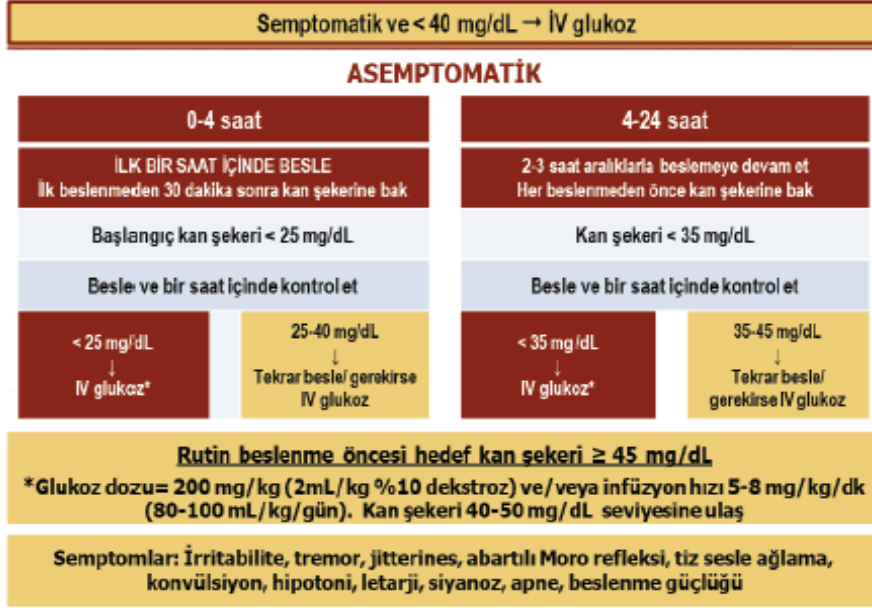 Semptomatik ve < 40 mg/dL → İV glukoz
ASEMPTOMATİK
0-4 saat
İLK BİR SAAT İÇİNDE BESLE
İlk beslenmeden 30 dakika sonra kan şekerine bak
Başlangıç kan şekeri < 25 mg/dL
Besle ve bir saat içinde kontrol et
< 25 mg/dL
↓
IV glukoz*
25-40 mg/dL
↓
Tekrar besle/ gerekirse
IV glukoz
4-24 saat
2-3 saat aralıklarla beslemeye devam et
Her beslenmeden önce kan şekerine bak
Kan şekeri < 35 mg/dL
Besle ve bir saat içinde kontrol et
< 35 mg/dL
↓
IV glukoz*
35-45 mg/dL
↓
Tekrar besle/
gerekirse IV glukoz
Rutin beslenme öncesi hedef kan şekeri ≥ 45 mg/dL
*Glukoz dozu= 200 mg/kg (2mL/kg %10 dekstroz) ve/veya infüzyon hızı 5-8 mg/kg/dk
(80-100 mL/kg/gün). Kan şekeri 40-50 mg/dL seviyesine ulaş
Semptomlar: İrritabilite, tremor, jitterines, abartılı Moro refleksi, tiz sesle ağlama,
konvülsiyon, hipotoni, letarji, siyanoz, apne, beslenme güçlüğü